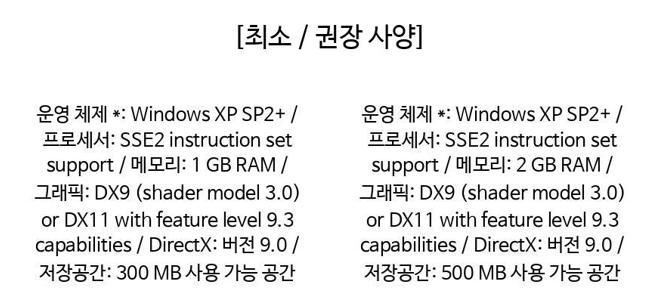 [최소 / 권장 사양]
운영 체제 *: Windows XP SP2+ /
프로세서: SSE2 instruction set
support / 메모리: 1 GB RAM /
그래픽: DX9 (shader model 3.0)
or DX11 with feature level 9.3
capabilities / DirectX: 버전 9.0 /
저장공간: 300 MB 사용 가능 공간
운영 체제 *: Windows XP SP2+ /
프로세서: SSE2 instruction set
support / 메모리: 2 GB RAM /
그래픽: DX9 (shader model 3.0)
or DX11 with feature level 9.3
capabilities / DirectX: 버전 9.0 /
저장공간: 500 MB 사용 가능 공간